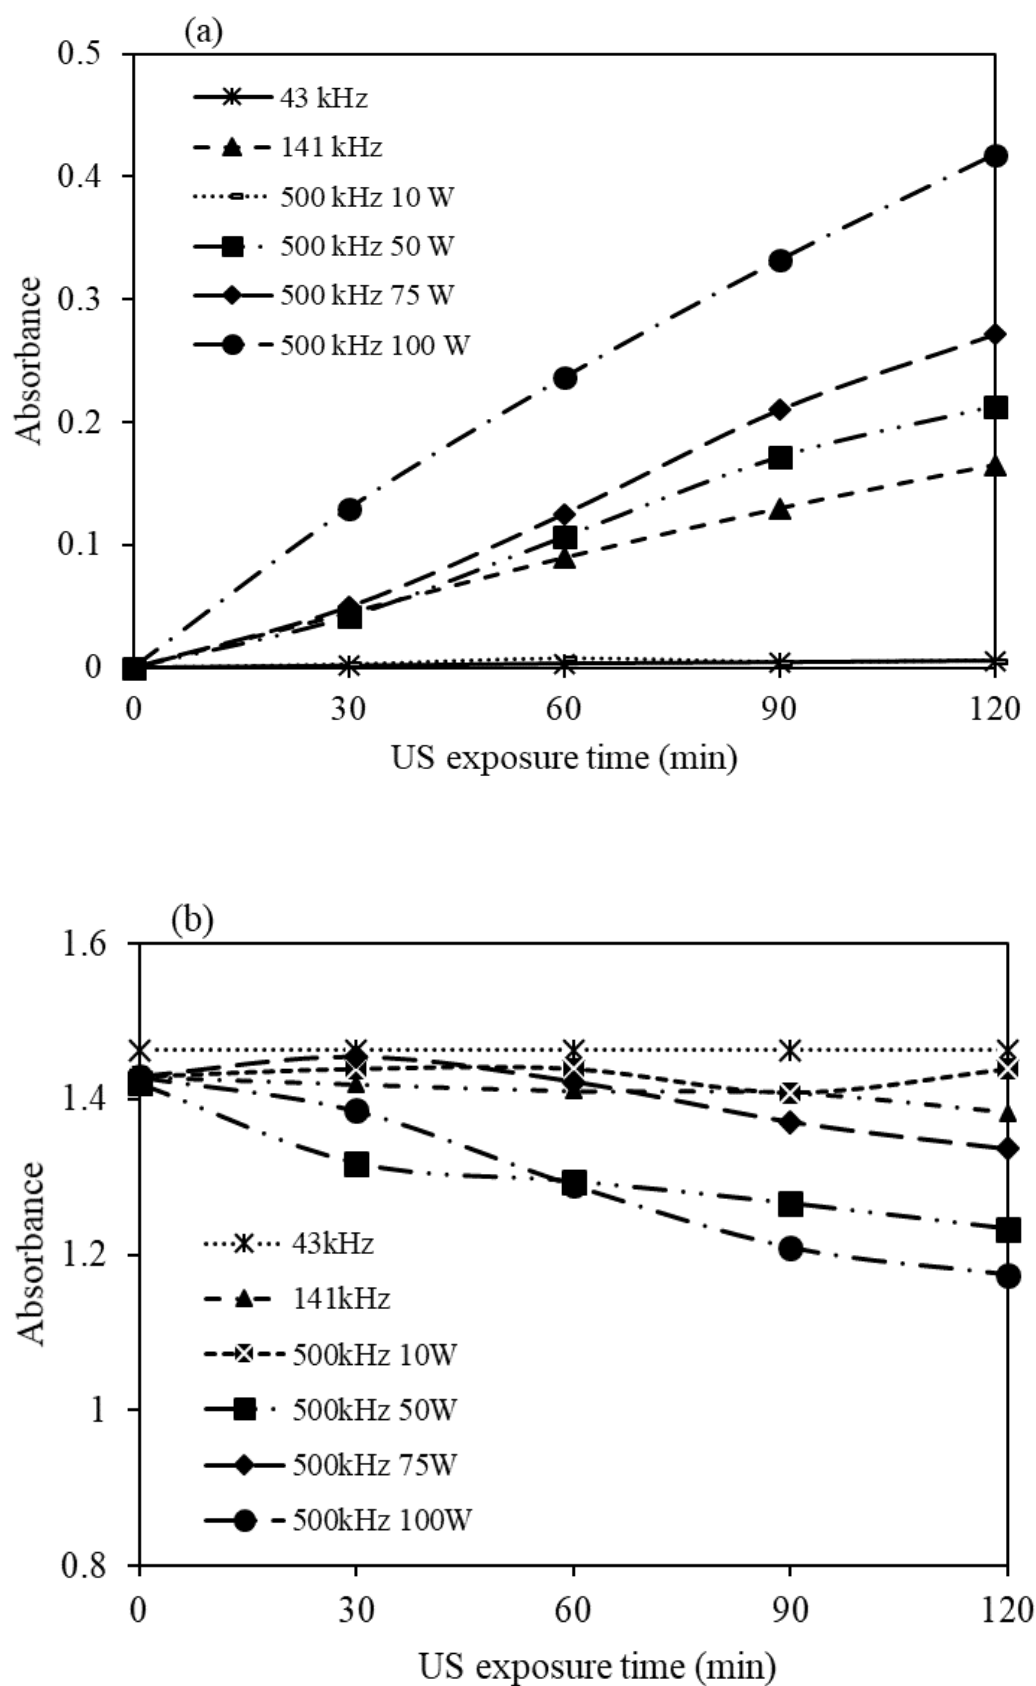 (a)
0.5
0.4
0.3
0.2
0.1
0
Absorbance
43 kHz
141 kHz
500 kHz 10 W
500 kHz 50 W
500 kHz 75 W
500 kHz 100 W
0 30 60 90 120
US exposure time (min)
(b)
1.6
1.4
1.2
1
0.8
Absorbance
43kHz
141kHz
500kHz 10W
500kHz 50W
500kHz 75W
500kHz 100W
0 30 60 90 120
US exposure time (min)